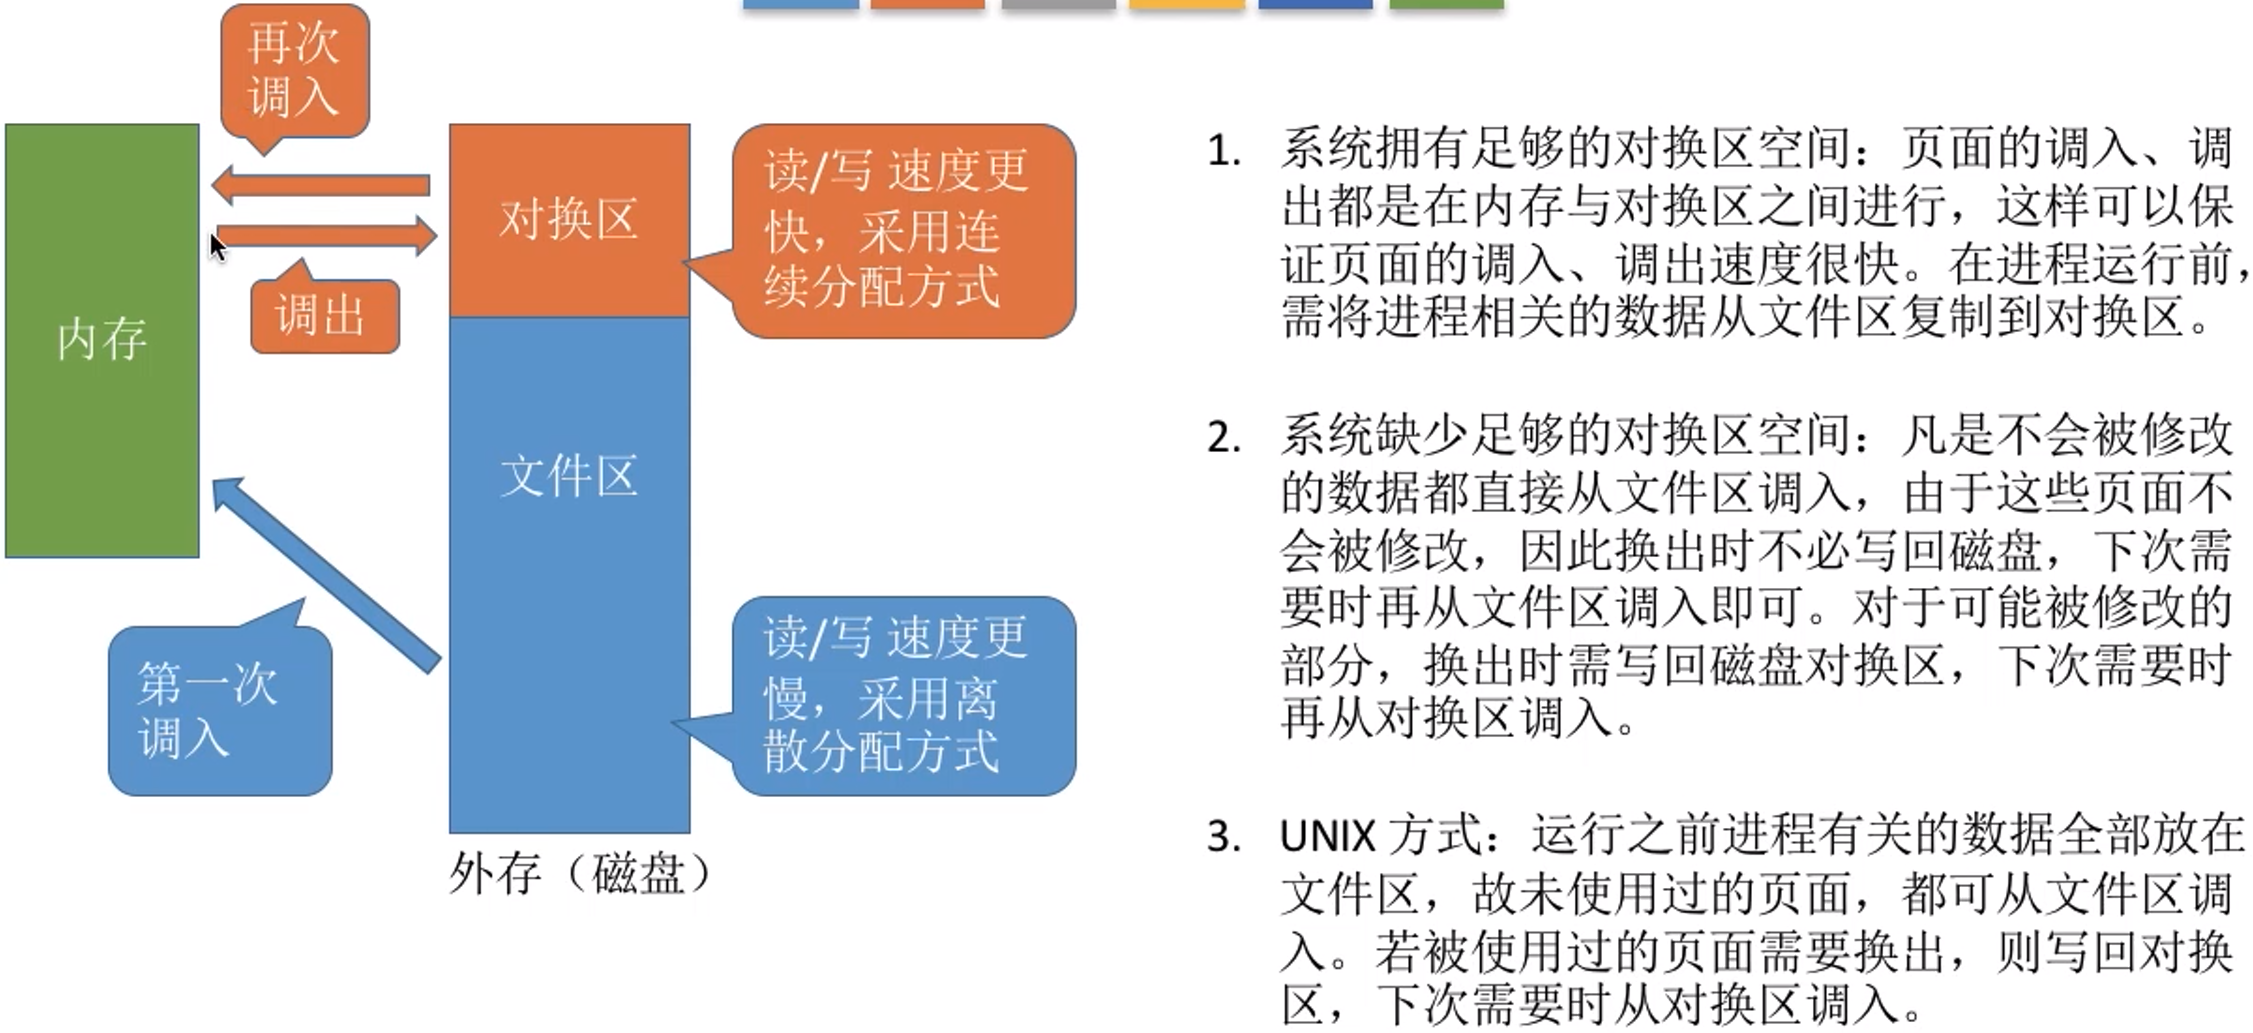 再次
调入
内存
调出
第一次
调入
对换区
文件区
外存（磁盘）
读/写 速度更
快，采用连
续分配方式
读/写 速度更
慢，采用离
散分配方式
1. 系统拥有足够的对换区空间：页面的调入、调
出都是在内存与对换区之间进行，这样可以保
证页面的调入、调出速度很快。在进程运行前，
需将进程相关的数据从文件区复制到对换区。
2. 系统缺少足够的对换区空间：凡是不会被修改
的数据都直接从文件区调入，由于这些页面不
会被修改，因此换出时不必写回磁盘，下次需
要时再从文件区调入即可。对于可能被修改的
部分，换出时需写回磁盘对换区，下次需要时
再从对换区调入。
3. UNIX 方式：运行之前进程有关的数据全部放在
文件区，故未使用过的页面，都可从文件区调
入。若被使用过的页面需要换出，则写回对换
区，下次需要时从对换区调入。